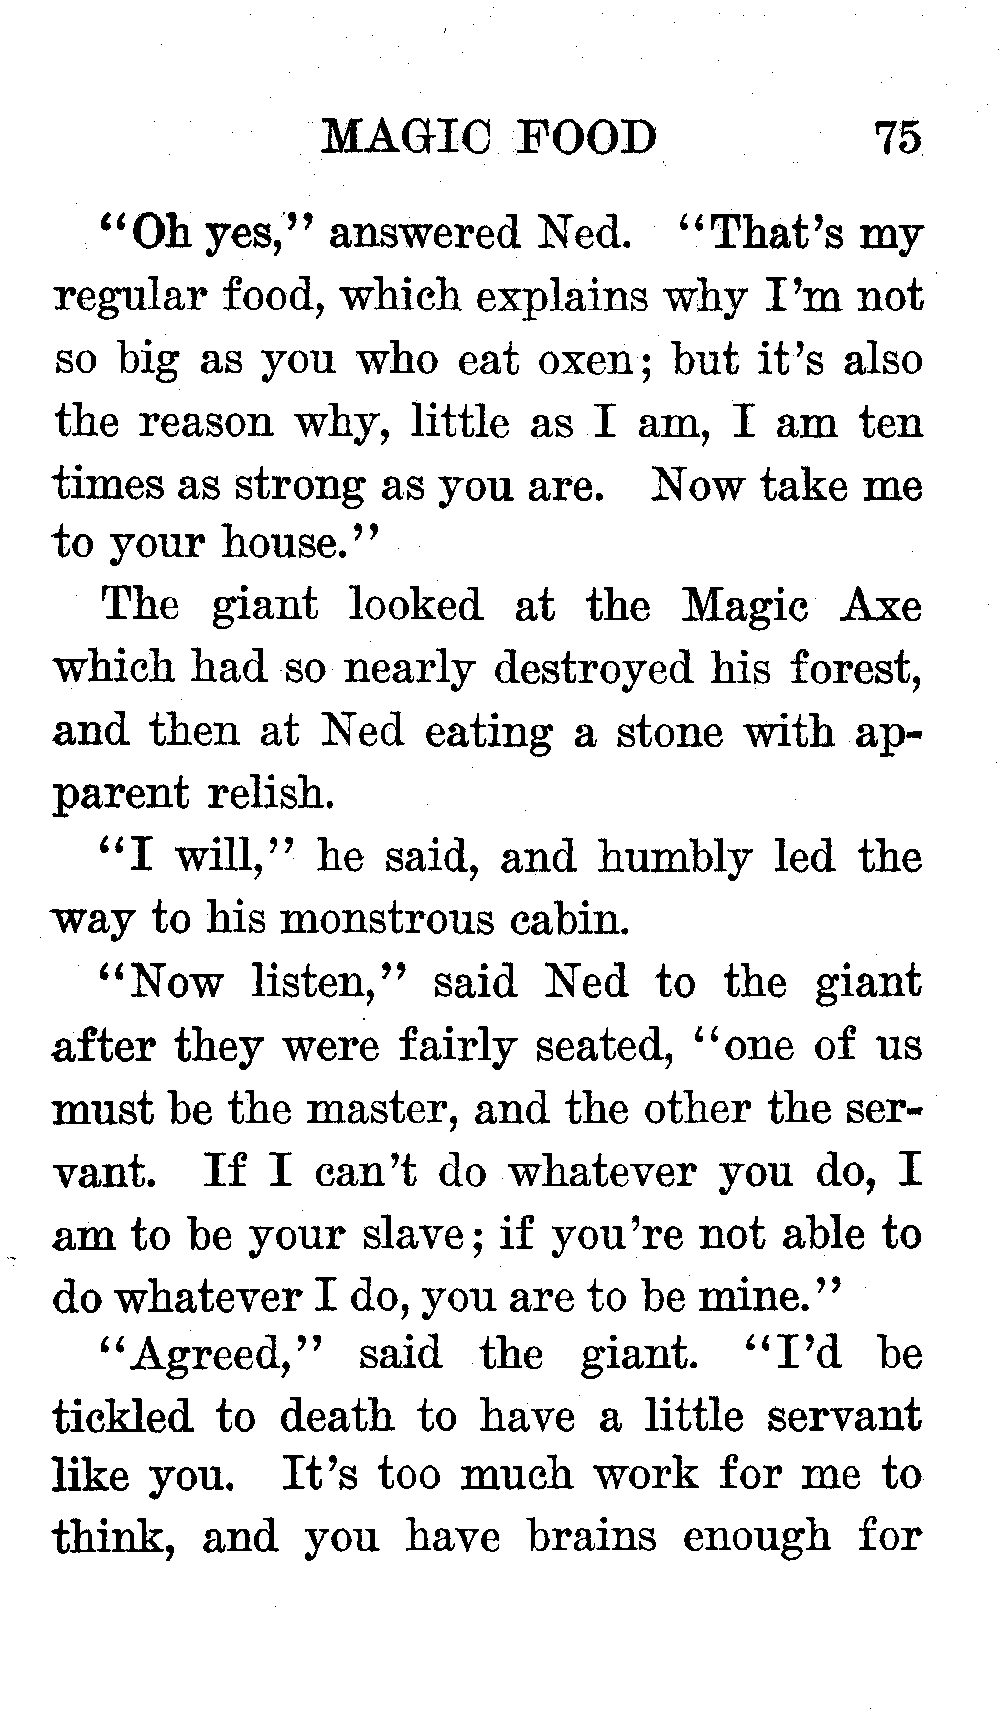 MAGIC FOOD 75
“Oh yes,” answered Ned. “That’s my
regular food, which explains why I’m not
so big as you who eat oxen; but it’s also
the reason why, little as I am, I am ten
times as strong as you are. Now take me
to your house.”
The giant looked at the Magic Axe
which had so nearly destroyed his forest,
and then at Ned eating a stone with ap-
parent relish.
“I will,” he said, and humbly led the
way to his monstrous cabin.
“Now listen,” said Ned to the giant
after they were fairly seated, “one of us
must be the master, and the other the ser-
vant. If I can’t do whatever you do, I
am to be your slave; if you’re not able to
do whatever I do, you are to be mine.”
“Agreed,” said the giant. “I’d be
tickled to death to have a little servant
like you. It’s too much work for me to
think, and you have brains enough for